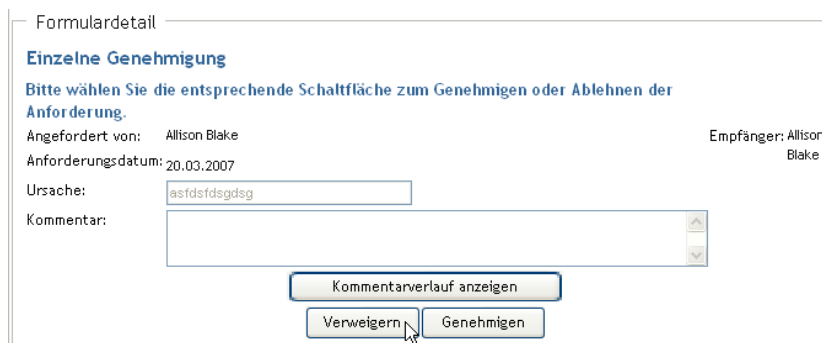 Formulardetail
Einzelne Genehmigung
Bitte wählen Sie die entsprechende Schaltfläche zum Genehmigen oder Ablehnen der
Anforderung.
Angefordert von: Allison Blake Empfänger: Allison
Blake
Anforderungsdatum: 20.03.2007
Ursache: asfdsfdsgdsg
Kommentar:
Kommentarverlauf anzeigen
Verweigern Genehmigen